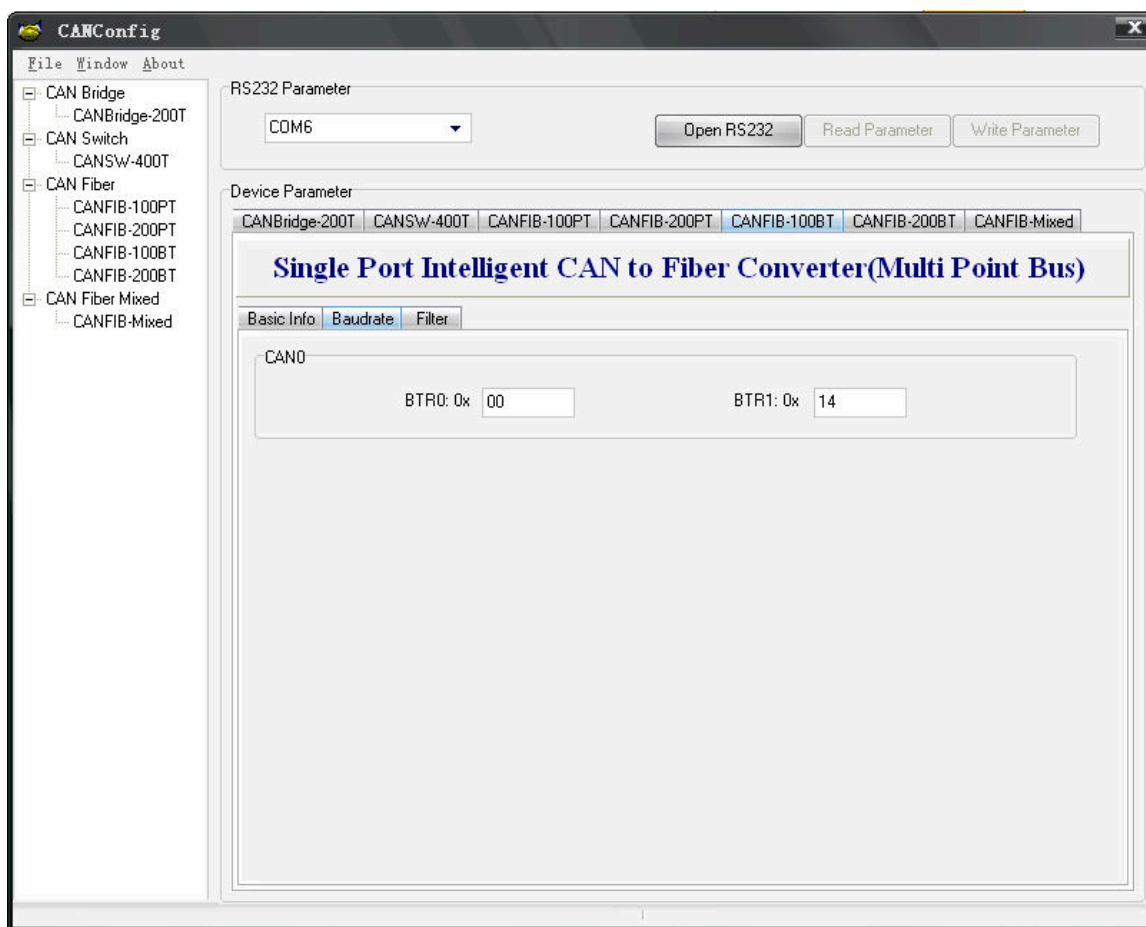 CANConfig
File Window About
CAN Bridge
CANBridge-200T
CAN Switch
CANSW-400T
CAN Fiber
CANFIB-100PT
CANFIB-200PT
CANFIB-100BT
CANFIB-200BT
CAN Fiber Mixed
CANFIB-Mixed
RS232 Parameter
COM6 Open RS232 Read Parameter Write Parameter
Device Parameter
CANBridge-200T CANSW-400T CANFIB-100PT CANFIB-200PT CANFIB-100BT CANFIB-200BT CANFIB-Mixed
Single Port Intelligent CAN to Fiber Converter(Multi Point Bus)
Basic Info Baudrate Filter
CAN0
BTR0: 0x 00 BTR1: 0x 14